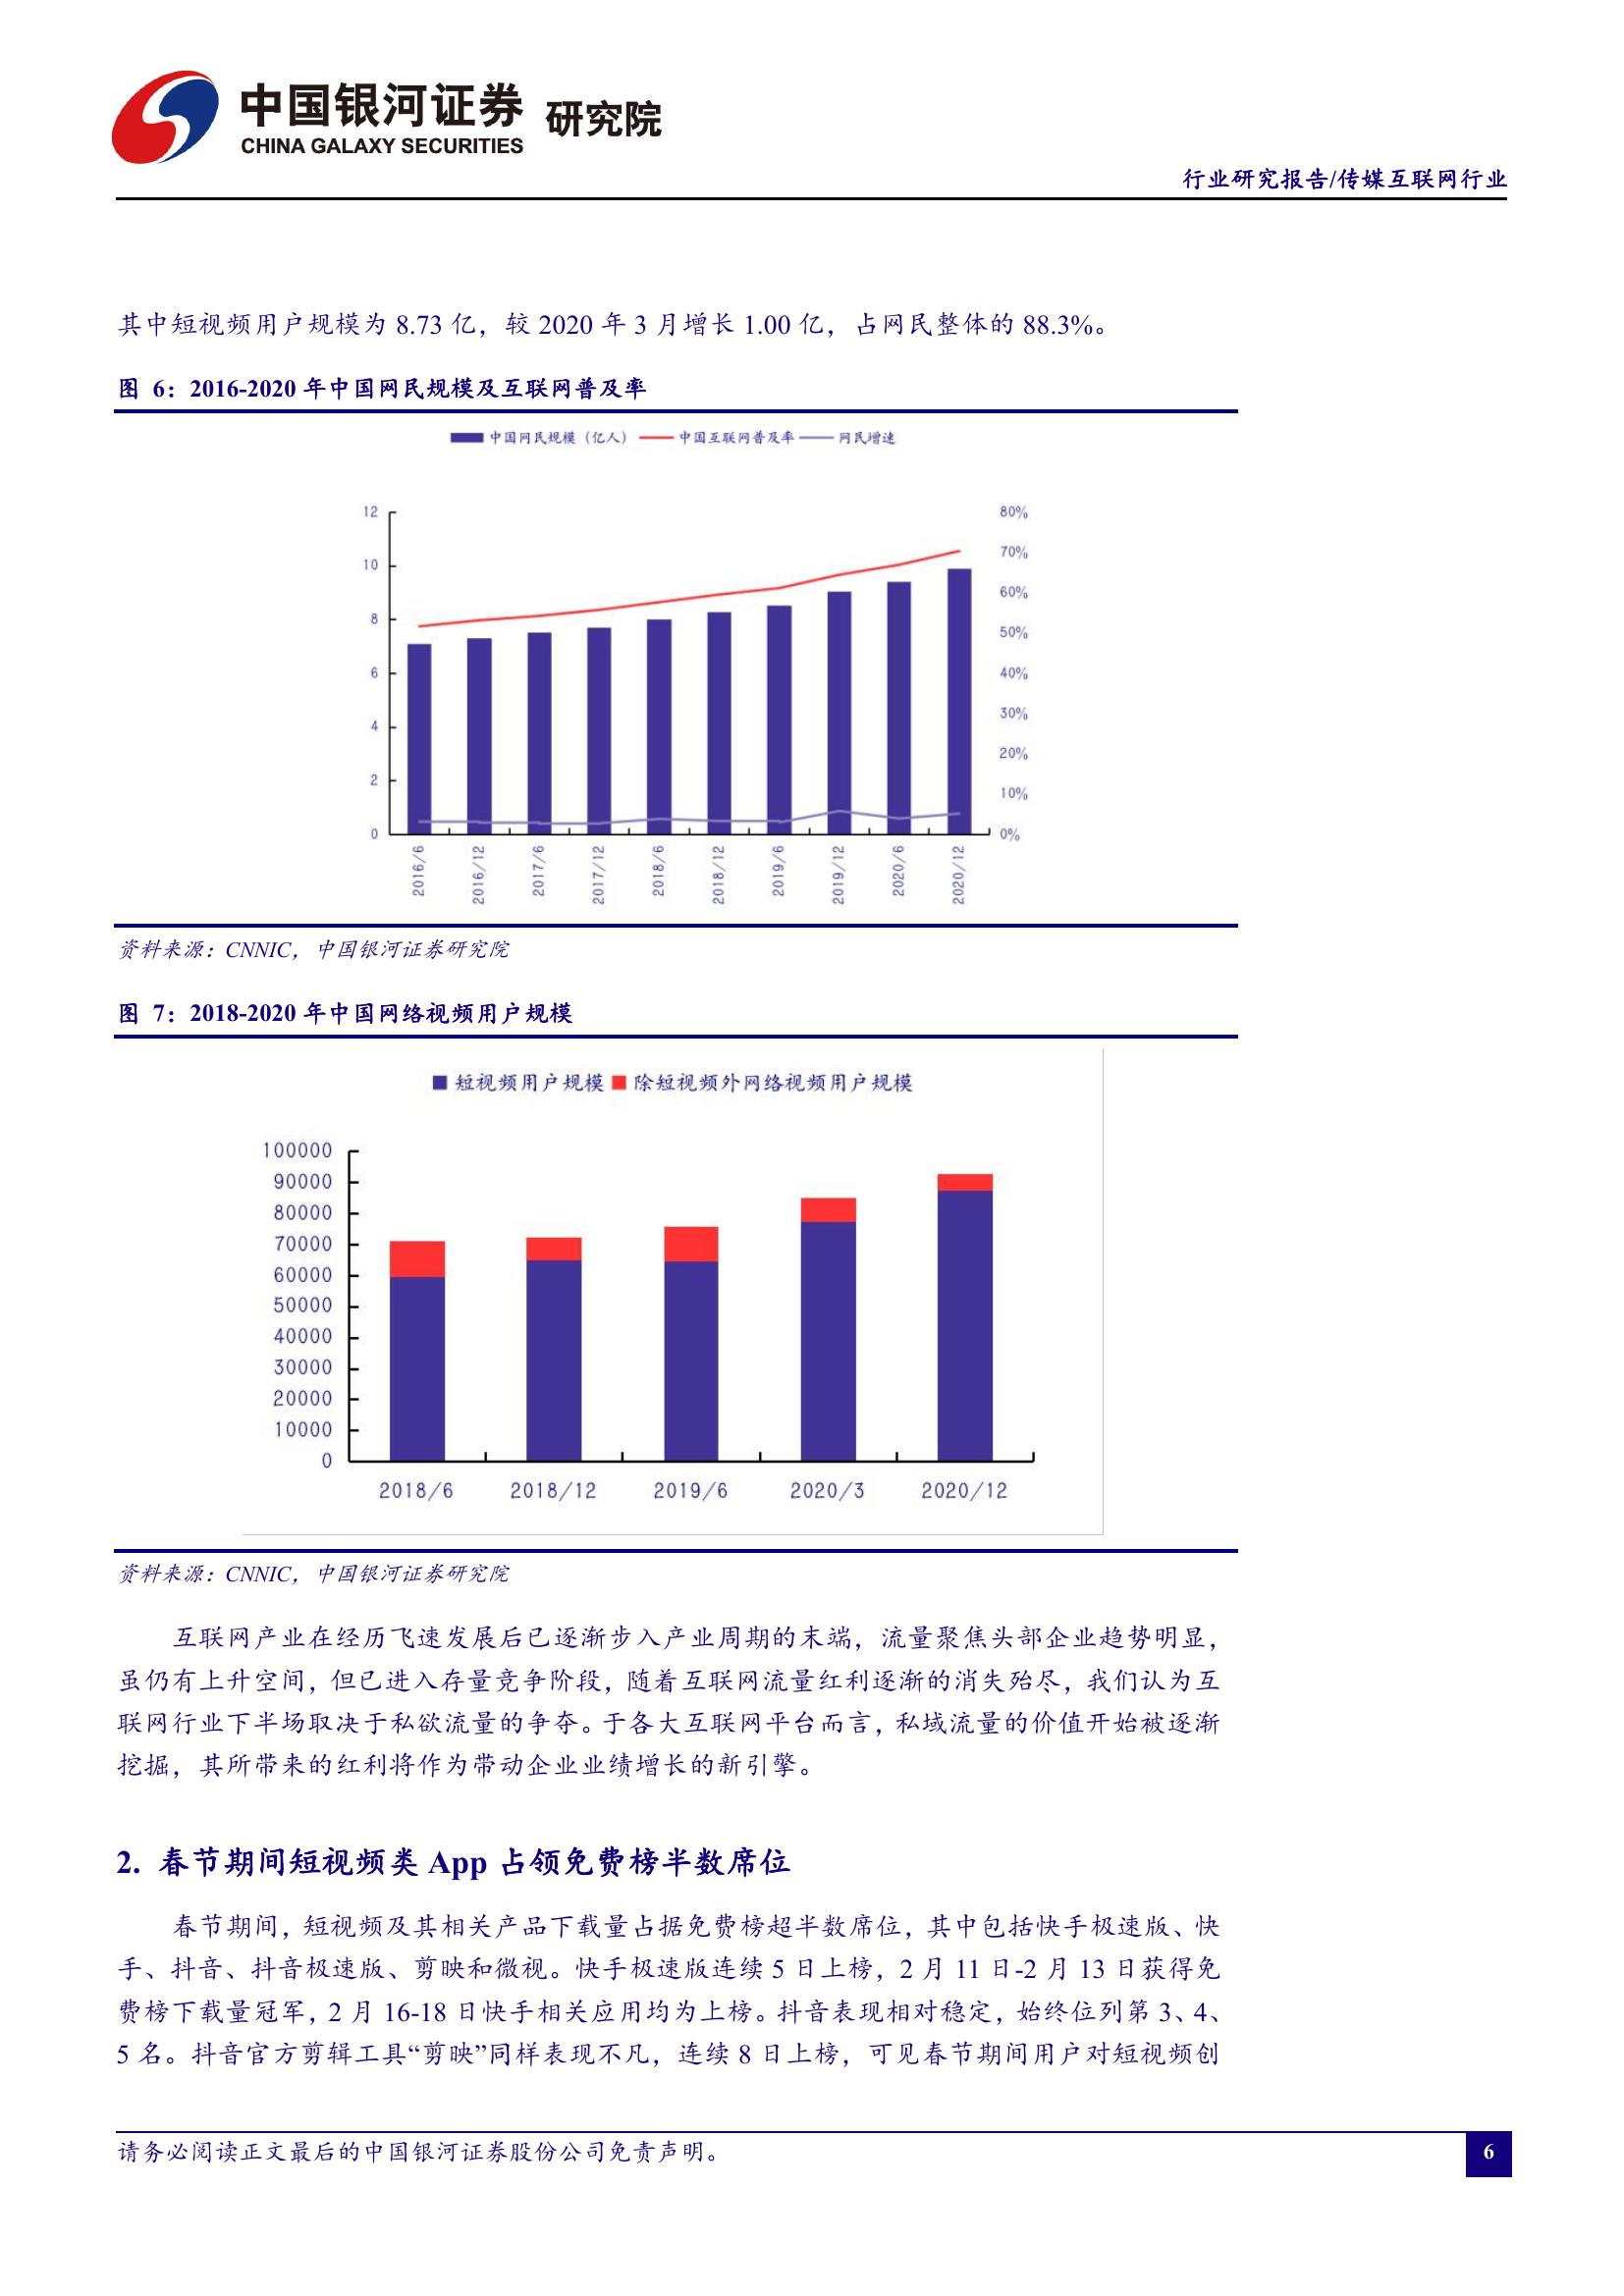 中国银河证券 研究院
CHINA GALAXY SECURITIES
行业研究报告/传媒互联网行业
其中短视频用户规模为 8.73 亿，较 2020 年 3 月增长 1.00 亿，占网民整体的 88.3%。
图 6：2016-2020 年中国网民规模及互联网普及率
中国网民规模（亿人） 中国互联网普及率 网民增速
12
10
8
6
4
2
0
80%
70%
60%
50%
40%
30%
20%
10%
0%
2016/6 2016/12 2017/6 2017/12 2018/6 2018/12 2019/6 2019/12 2020/6 2020/12
资料来源：CNNIC，中国银河证券研究院
图 7：2018-2020 年中国网络视频用户规模
短视频用户规模 除短视频外网络视频用户规模
100000
90000
80000
70000
60000
50000
40000
30000
20000
10000
0
2018/6 2018/12 2019/6 2020/3 2020/12
资料来源：CNNIC，中国银河证券研究院
互联网产业在经历飞速发展后已逐渐步入产业周期的末端，流量聚焦头部企业趋势明显，
虽仍有上升空间，但已进入存量竞争阶段，随着互联网流量红利逐渐的消失殆尽，我们认为互
联网行业下半场取决于私欲流量的争夺。于各大互联网平台而言，私域流量的价值开始被逐渐
挖掘，其所带来的红利将作为带动企业业绩增长的新引擎。
2. 春节期间短视频类 App 占领免费榜半数席位
春节期间，短视频及其相关产品下载量占据免费榜超半数席位，其中包括快手极速版、快
手、抖音、抖音极速版、剪映和微视。快手极速版连续 5 日上榜，2 月 11 日-2 月 13 日获得免
费榜下载量冠军，2 月 16-18 日快手相关应用均为上榜。抖音表现相对稳定，始终位列第 3、4、
5 名。抖音官方剪辑工具“剪映”同样表现不凡，连续 8 日上榜，可见春节期间用户对短视频创
请务必阅读正文最后的中国银河证券股份公司免责声明。
6